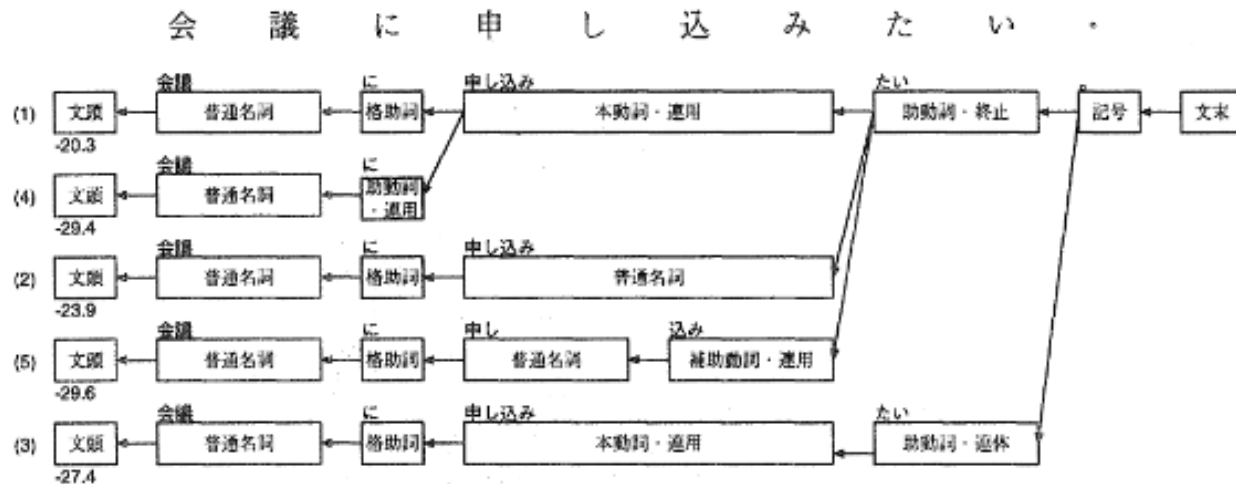 会 議 に 申 し 込 み た い ・
会議 に 申し込み たい 。
(1) 文頭 普通名詞 格助詞 本動詞・連用 助動詞・終止 記号 文末
-20.3
会議 に
(4) 文頭 普通名詞 助動詞・連用
-29.4
会議 に 申し込み
(2) 文頭 普通名詞 格助詞 普通名詞
-23.9
会議 に 申し 込み
(5) 文頭 普通名詞 格助詞 普通名詞 補助動詞・連用
-29.6
会議 に 申し込み たい
(3) 文頭 普通名詞 格助詞 本動詞・連用 助動詞・連体
-27.4